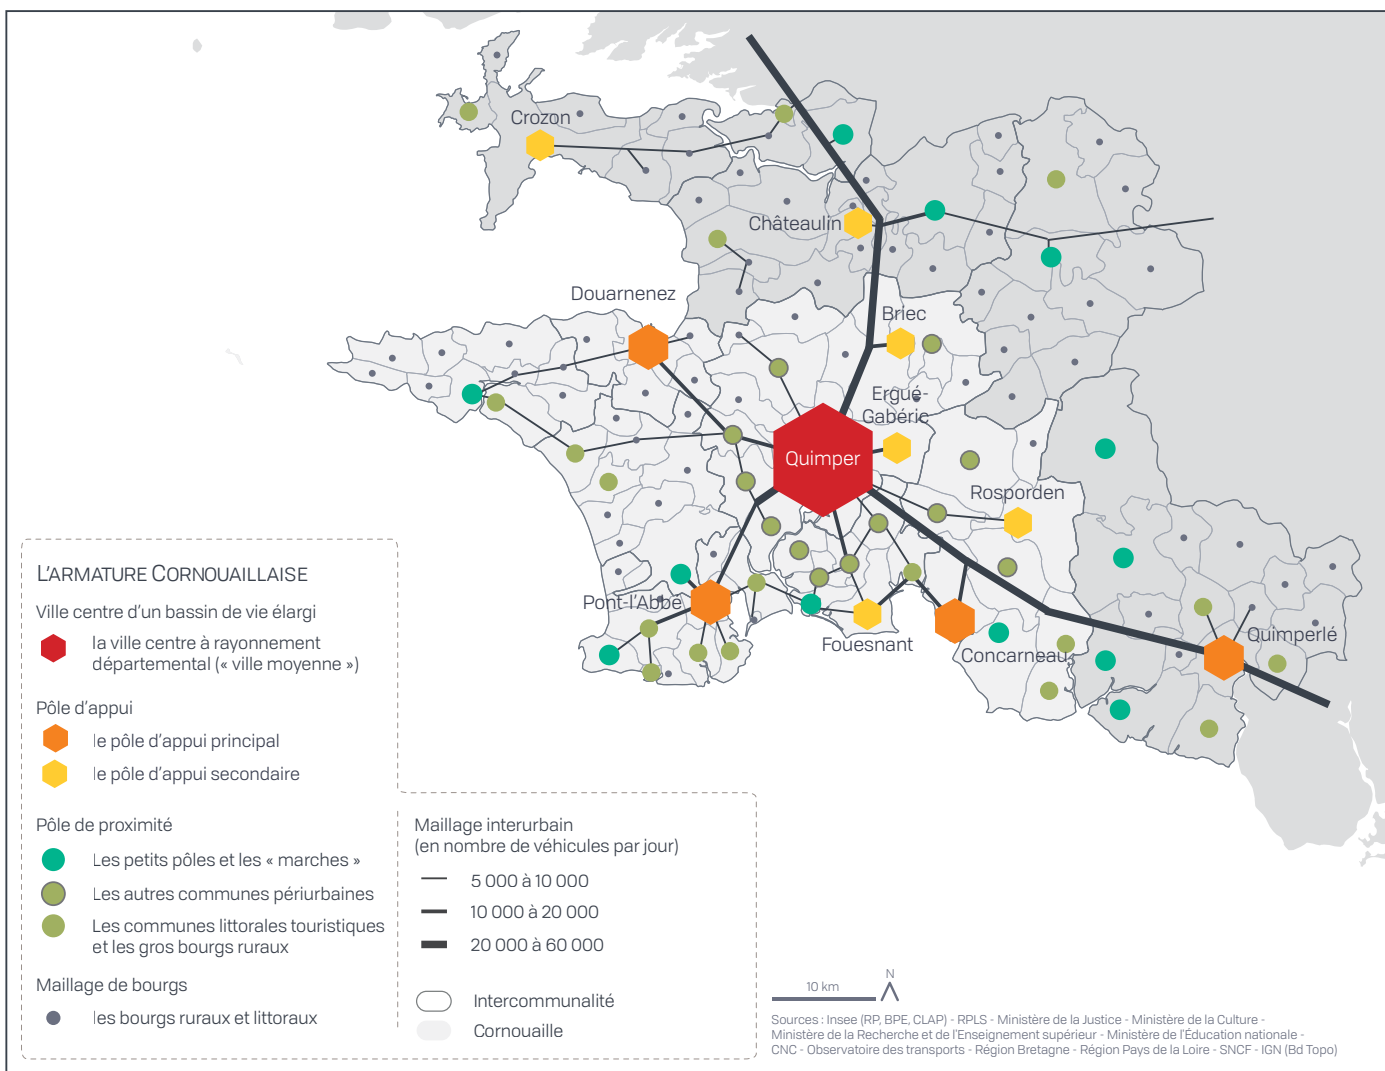 Crozon
Châteaulin
Douarnenez
Briec
Ergué-
Gabéric
Quimper
Rosporden
Pont-l'Abbé
Fouesnant
Concarneau
Quimperlé
L'ARMATURE CORNOUAILLAISE
Ville centre d'un bassin de vie élargi
la ville centre à rayonnement
départemental (« ville moyenne »)
Pôle d'appui
le pôle d'appui principal
le pôle d'appui secondaire
Pôle de proximité
Les petits pôles et les « marches »
Les autres communes périurbaines
Les communes littorales touristiques
et les gros bourgs ruraux
Maillage de bourgs
les bourgs ruraux et littoraux
Maillage interurbain
(en nombre de véhicules par jour)
5 000 à 10 000
10 000 à 20 000
20 000 à 60 000
Intercommunalité
Cornouaille
10 km
N
Sources : Insee (RP, BPE, CLAP) - RPLS - Ministère de la Justice - Ministère de la Culture -
Ministère de la Recherche et de l'Enseignement supérieur - Ministère de l'Éducation nationale -
CNC - Observatoire des transports - Région Bretagne - Région Pays de la Loire - SNCF - IGN (Bd Topo)